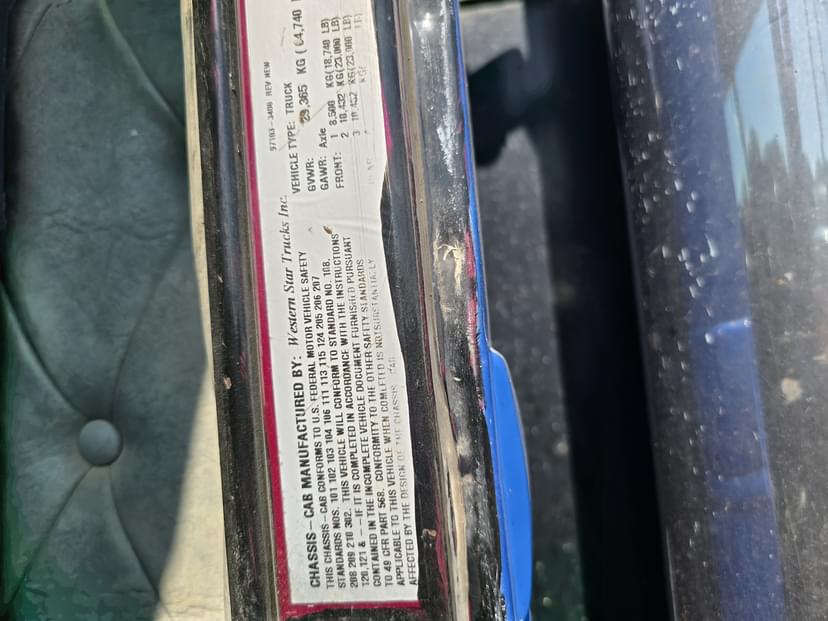 97103-3406 REV NEW
CHASSIS-CAB MANUFACTURED BY: Western Star Trucks Inc.
THIS CHASSIS-CAB CONFORMS TO U.S. FEDERAL MOTOR VEHICLE SAFETY
STANDARDS NOS. 101 102 103 104 106 111 113 115 124 205 206 207
208 209 210 302. THIS VEHICLE WILL CONFORM TO STANDARD NO. 108,
120,121 & -- IF IT IS COMPLETED IN ACCORDANCE WITH THE INSTRUCTIONS
CONTAINED IN THE INCOMPLETE VEHICLE DOCUMENT FURNISHED PURSUANT
TO 49 CFR PART 568. CONFORMITY TO THE OTHER SAFETY STANDARDS
APPLICABLE TO THIS VEHICLE WHEN COMLETED IS NOT SUBSTANTIALLY
AFFECTED BY THE DESIGN OF THE CHASSIS CAB
VEHICLE TYPE: TRUCK
GVWR: 29,365 KG (64,740
GAWR: Axle
FRONT: 1 8,500 KG(18,740 LB)
2 10,432 KG(23,000 LB)
3 10,432 KG(23,000 LB)